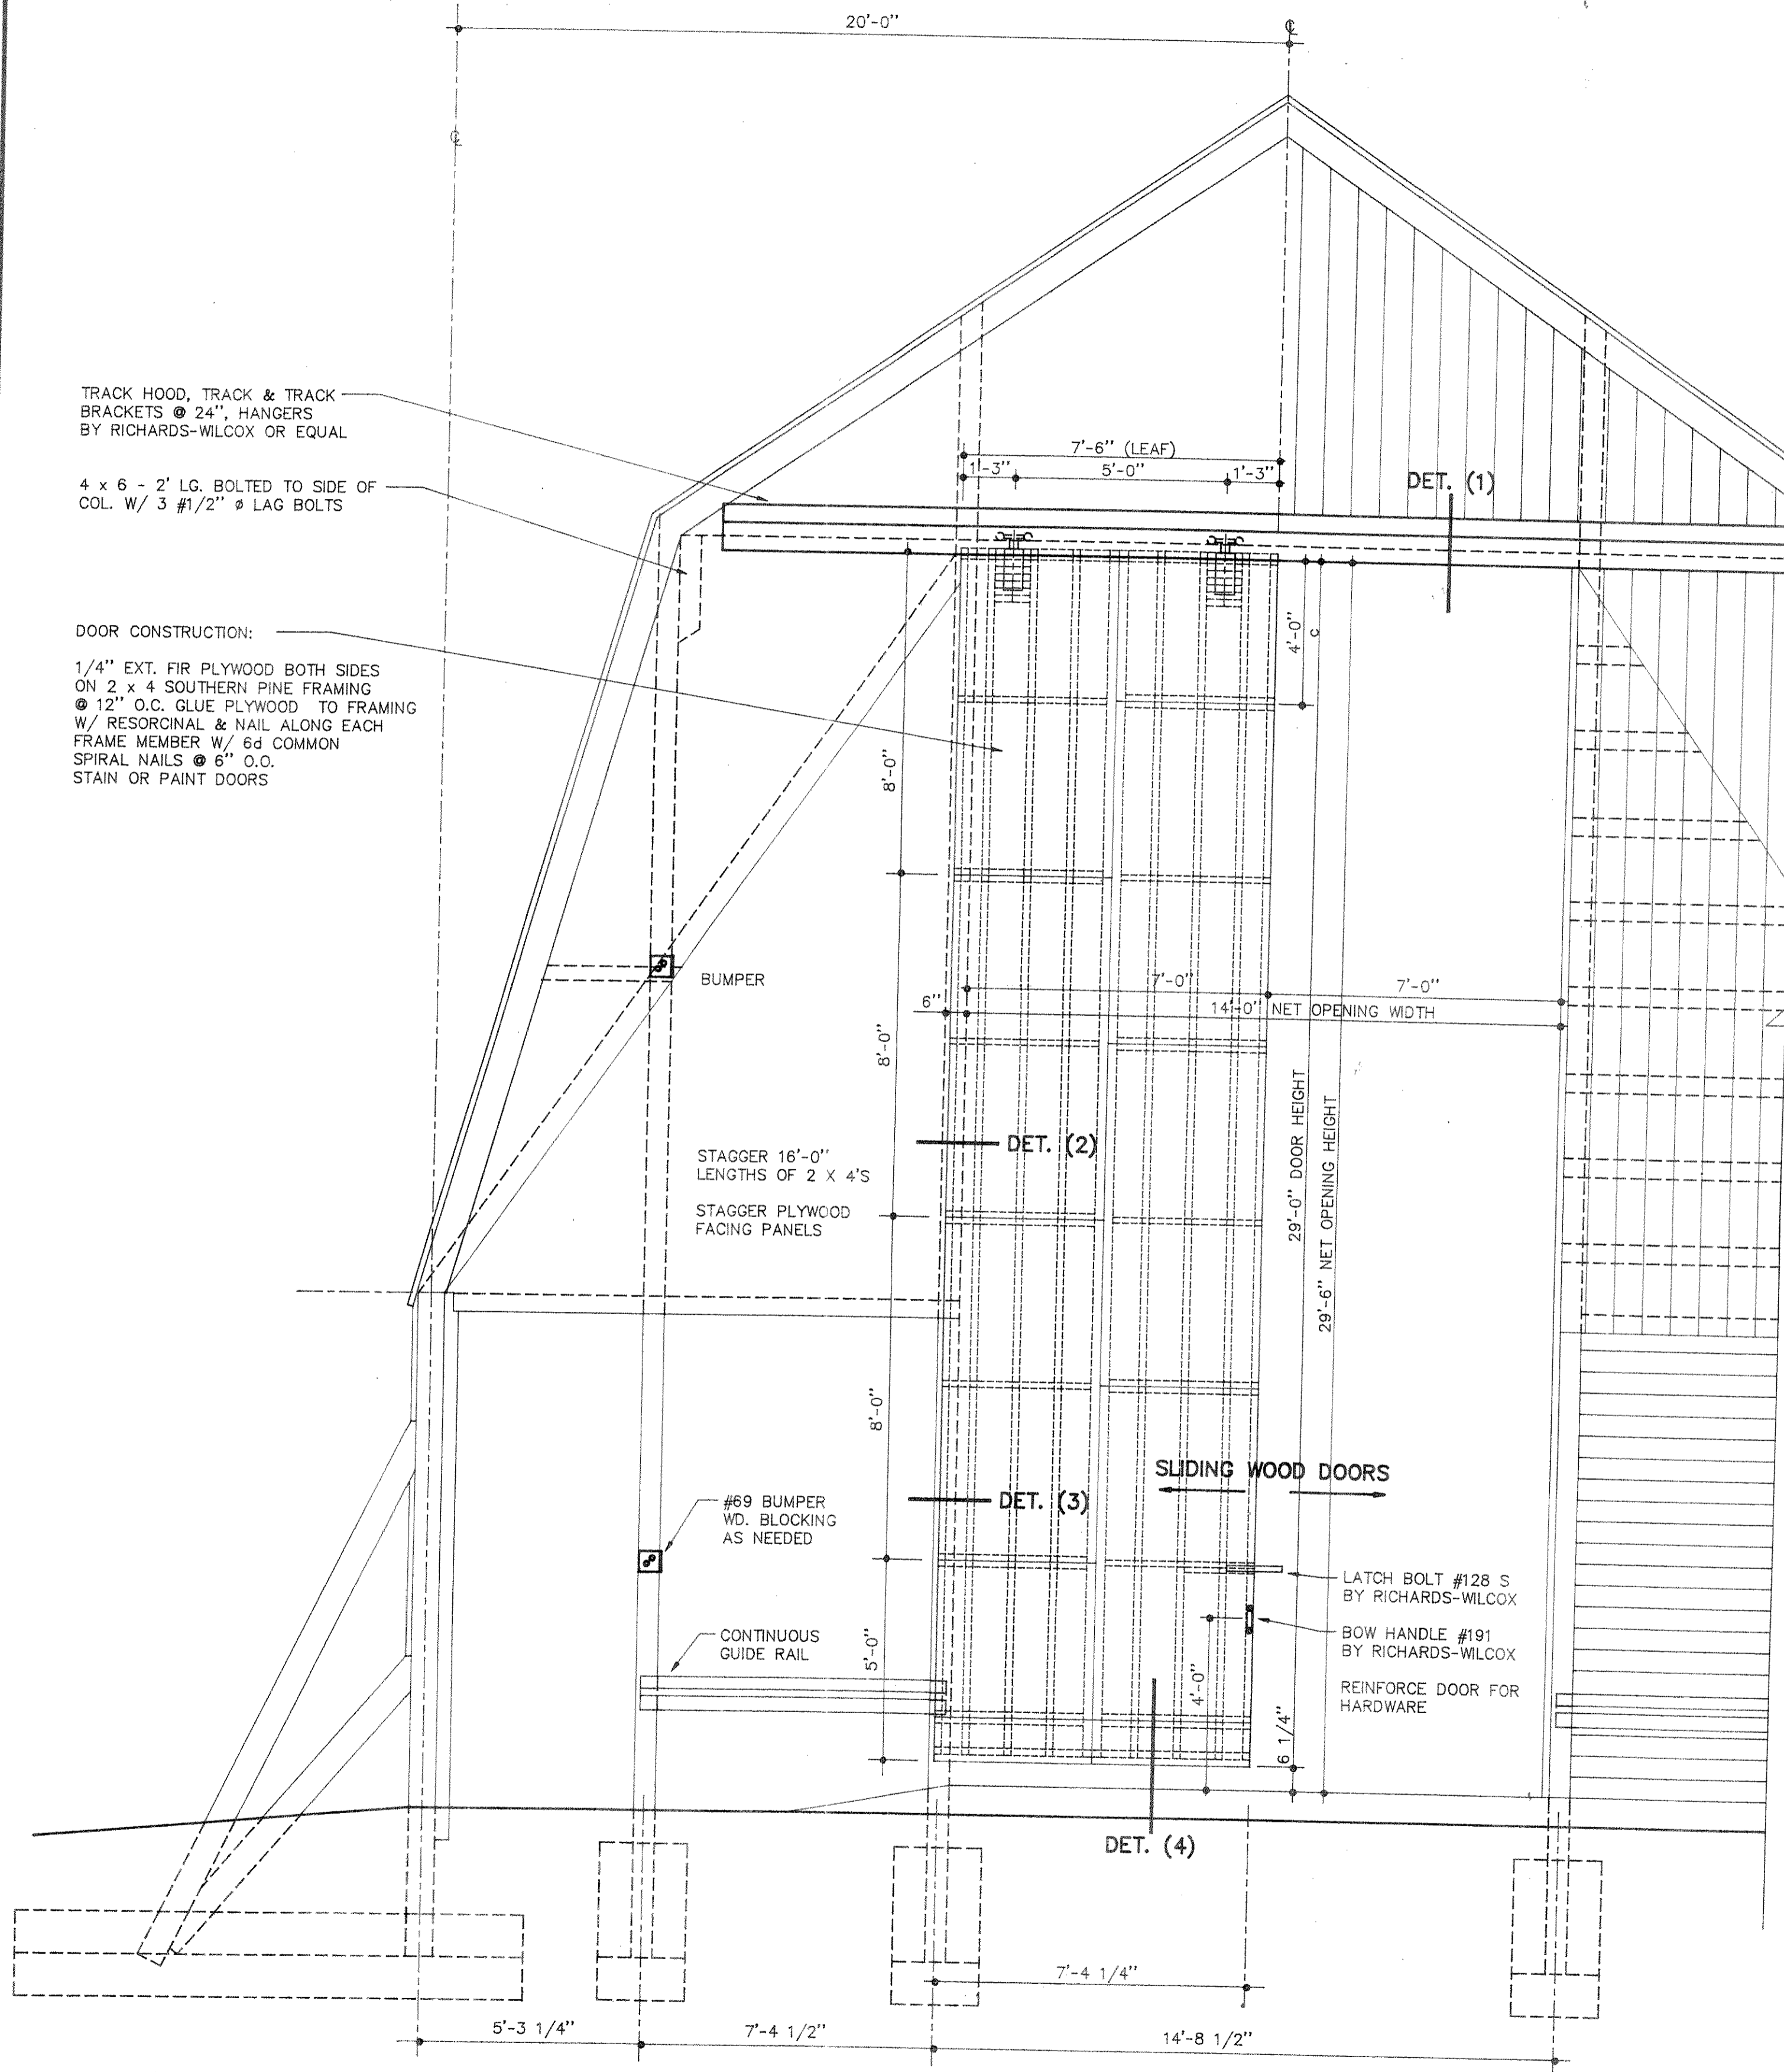 20'-0"
℄
℄
TRACK HOOD, TRACK & TRACK
BRACKETS @ 24", HANGERS
BY RICHARDS-WILCOX OR EQUAL
4 x 6 - 2' LG. BOLTED TO SIDE OF
COL. W/ 3 #1/2" ø LAG BOLTS
7'-6" (LEAF)
1'-3"
5'-0"
1'-3"
DET. (1)
DOOR CONSTRUCTION:
1/4" EXT. FIR PLYWOOD BOTH SIDES
ON 2 x 4 SOUTHERN PINE FRAMING
@ 12" O.C. GLUE PLYWOOD TO FRAMING
W/ RESORCINAL & NAIL ALONG EACH
FRAME MEMBER W/ 6d COMMON
SPIRAL NAILS @ 6" O.O.
STAIN OR PAINT DOORS
4'-0"
c
8'-0"
BUMPER
7'-0"
7'-0"
6"
14'-0" NET OPENING WIDTH
8'-0"
29'-0" DOOR HEIGHT
29'-6" NET OPENING HEIGHT
DET. (2)
STAGGER 16'-0"
LENGTHS OF 2 X 4'S
STAGGER PLYWOOD
FACING PANELS
8'-0"
SLIDING WOOD DOORS
#69 BUMPER
WD. BLOCKING
AS NEEDED
DET. (3)
LATCH BOLT #128 S
BY RICHARDS-WILCOX
BOW HANDLE #191
BY RICHARDS-WILCOX
REINFORCE DOOR FOR
HARDWARE
CONTINUOUS
GUIDE RAIL
5'-0"
4'-0"
6 1/4"
DET. (4)
7'-4 1/4"
5'-3 1/4"
7'-4 1/2"
14'-8 1/2"